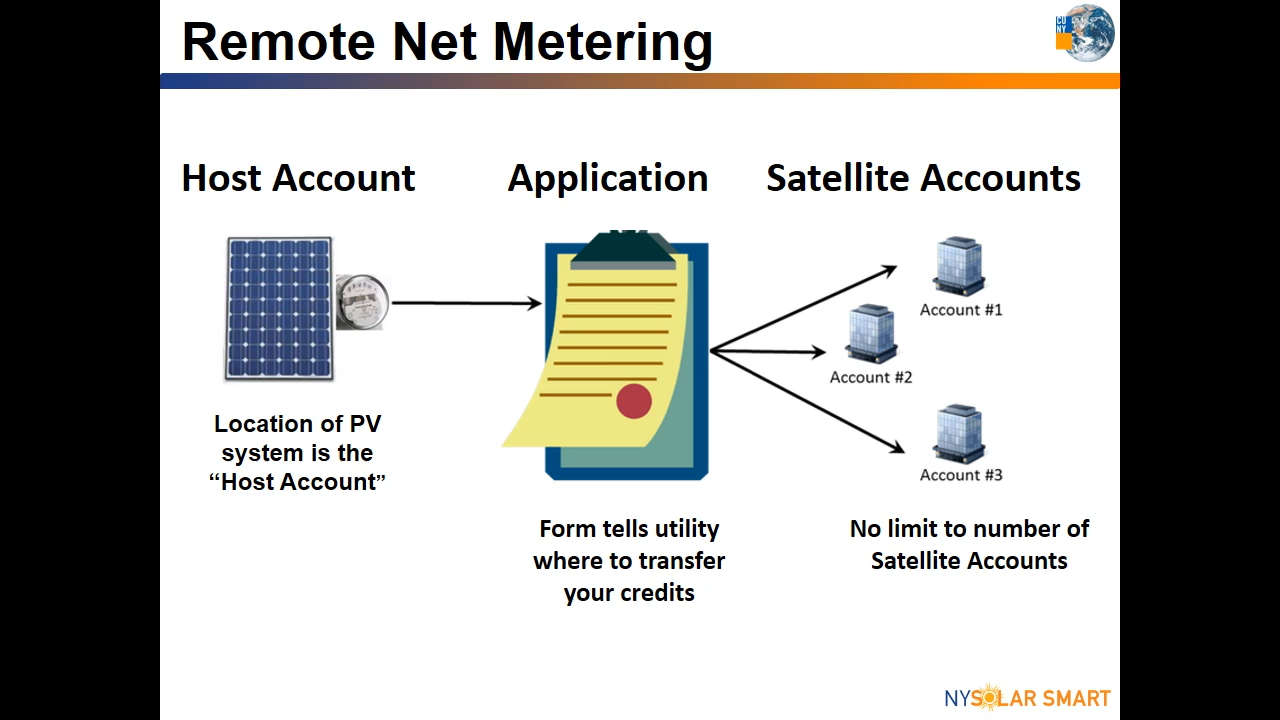 Remote Net Metering
CU
NY
Host Account
Application
Satellite Accounts
Account #1
Account #2
Account #3
Location of PV
system is the
“Host Account”
Form tells utility
where to transfer
your credits
No limit to number of
Satellite Accounts
NYSOLAR SMART